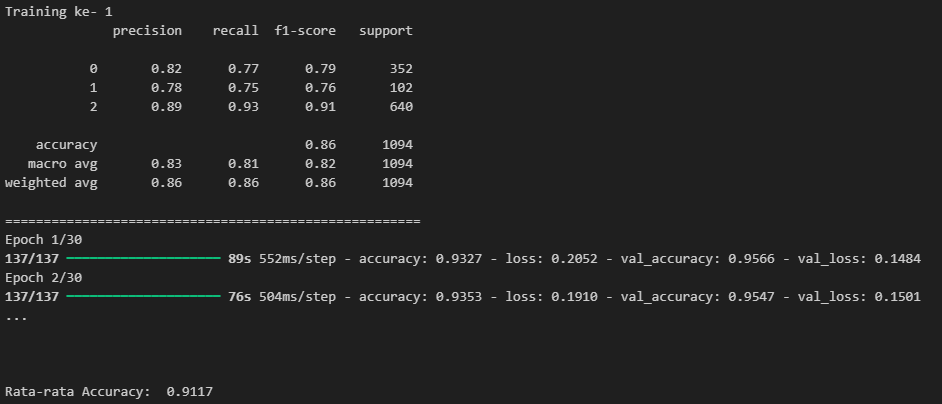 Training ke- 1
precision recall f1-score support
0 0.82 0.77 0.79 352
1 0.78 0.75 0.76 102
2 0.89 0.93 0.91 640
accuracy 0.86 1094
macro avg 0.83 0.81 0.82 1094
weighted avg 0.86 0.86 0.86 1094
======================================================
Epoch 1/30
137/137 ━━━━━━━━━━━━━━━━━━━━ 89s 552ms/step - accuracy: 0.9327 - loss: 0.2052 - val_accuracy: 0.9566 - val_loss: 0.1484
Epoch 2/30
137/137 ━━━━━━━━━━━━━━━━━━━━ 76s 504ms/step - accuracy: 0.9353 - loss: 0.1910 - val_accuracy: 0.9547 - val_loss: 0.1501
...
Rata-rata Accuracy: 0.9117